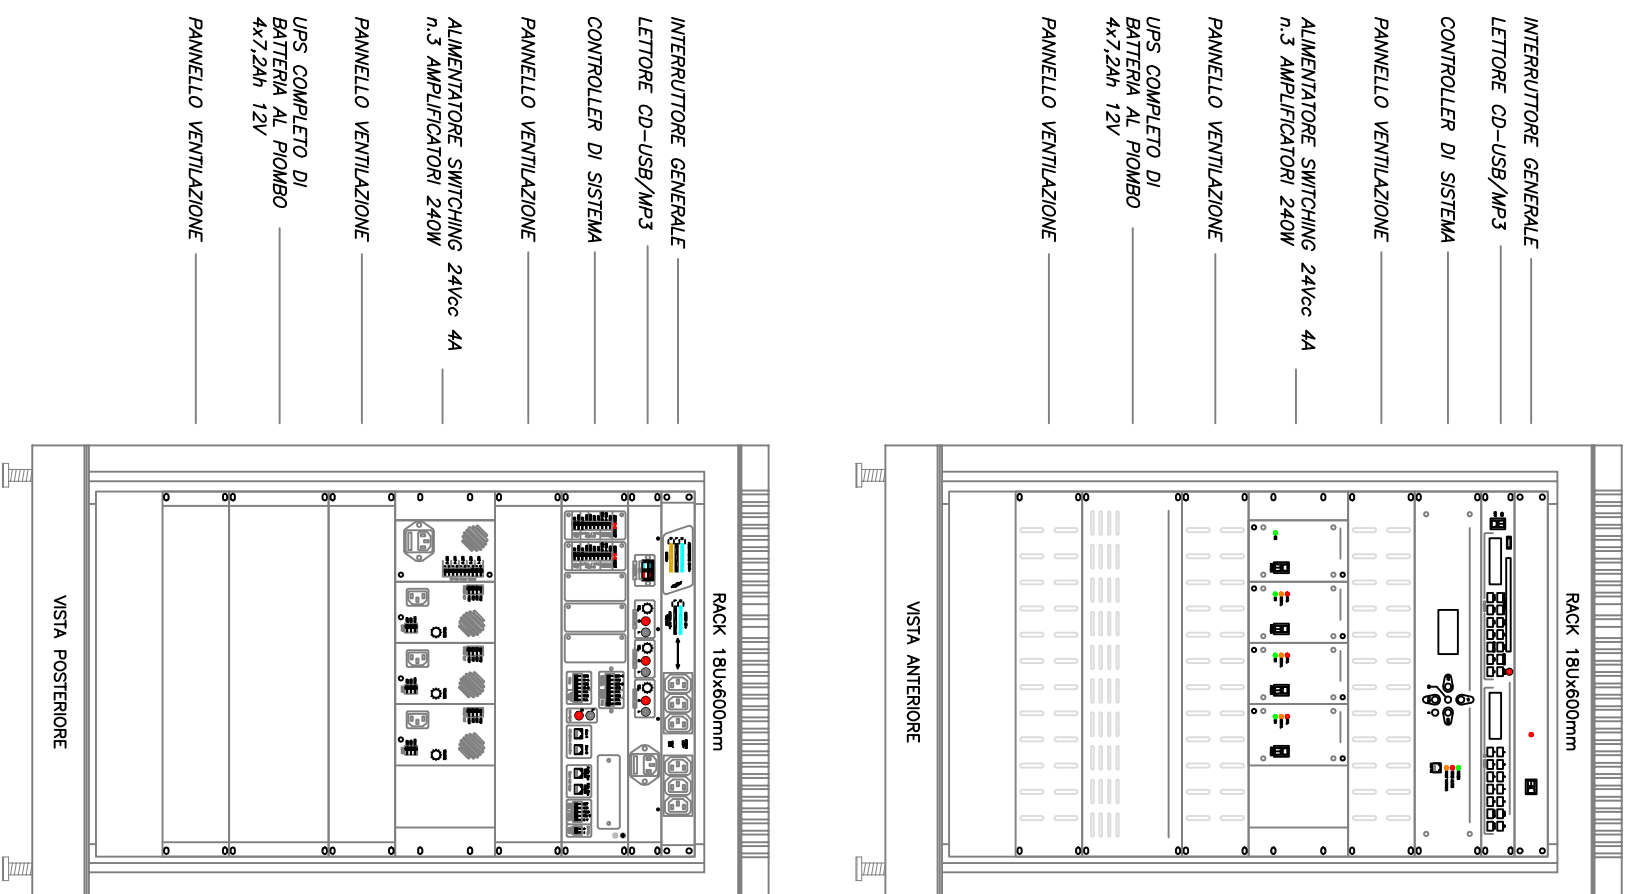 INTERRUTTORE GENERALE
LETTORE CD-USB/MP3
CONTROLLER DI SISTEMA
PANNELLO VENTILAZIONE
ALIMENTATORE SWITCHING 24Vcc 4A
n.3 AMPLIFICATORI 240W
PANNELLO VENTILAZIONE
UPS COMPLETO DI
BATTERIA AL PIOMBO
4x7,2Ah 12V
PANNELLO VENTILAZIONE
RACK 18Ux600mm
VISTA ANTERIORE
INTERRUTTORE GENERALE
LETTORE CD-USB/MP3
CONTROLLER DI SISTEMA
PANNELLO VENTILAZIONE
ALIMENTATORE SWITCHING 24Vcc 4A
n.3 AMPLIFICATORI 240W
PANNELLO VENTILAZIONE
UPS COMPLETO DI
BATTERIA AL PIOMBO
4x7,2Ah 12V
PANNELLO VENTILAZIONE
RACK 18Ux600mm
VISTA POSTERIORE